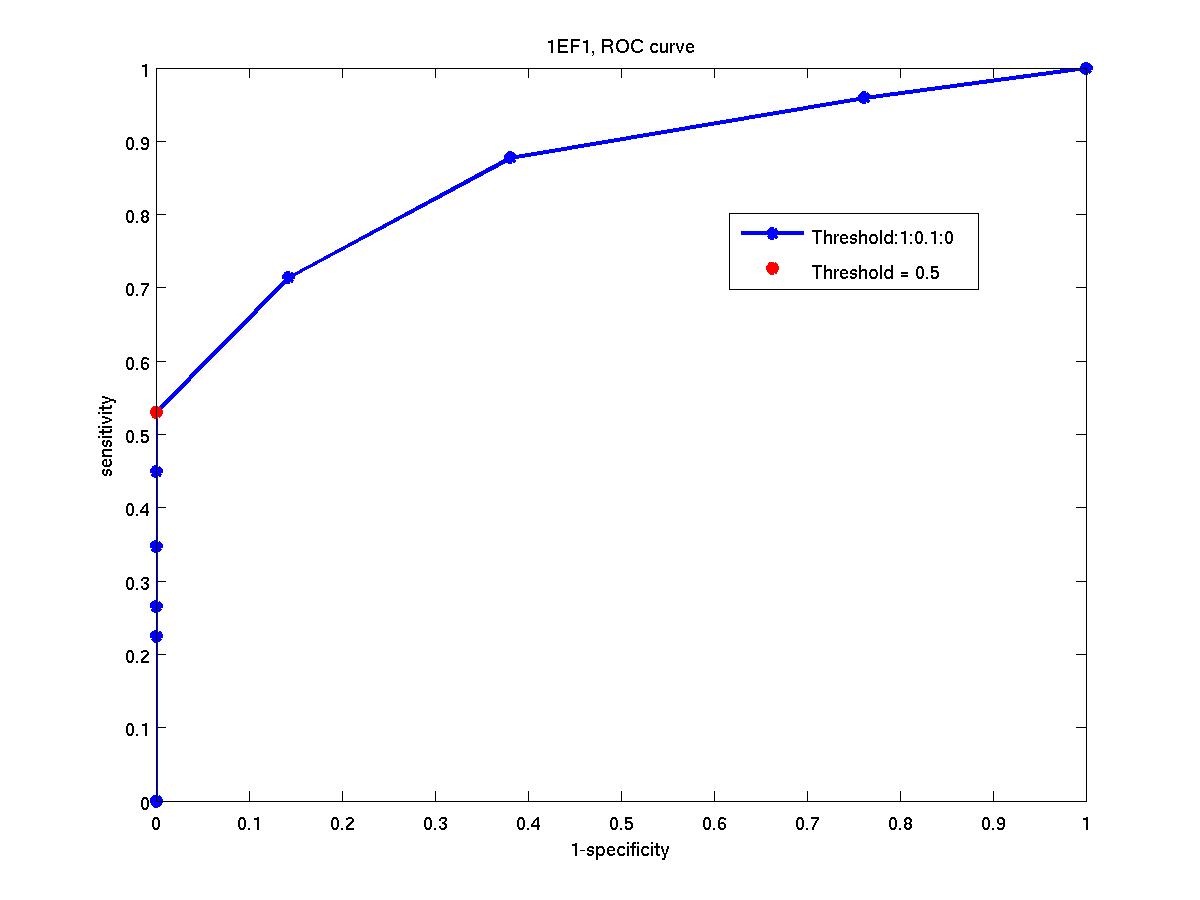 1EF1, ROC curve
1
0.9
0.8
0.7
0.6
0.5
0.4
0.3
0.2
0.1
0
sensitivity
Threshold:1:0.1:0
Threshold = 0.5
0 0.1 0.2 0.3 0.4 0.5 0.6 0.7 0.8 0.9 1
1-specificity